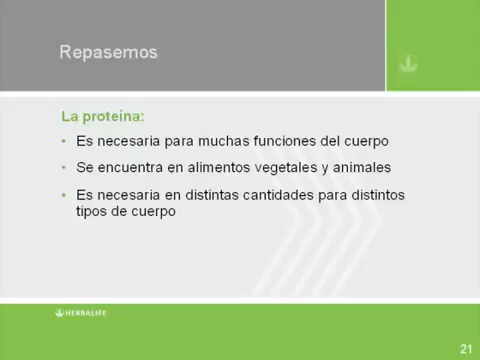 Repasemos
La proteína:
• Es necesaria para muchas funciones del cuerpo
• Se encuentra en alimentos vegetales y animales
• Es necesaria en distintas cantidades para distintos
tipos de cuerpo
HERBALIFE
21